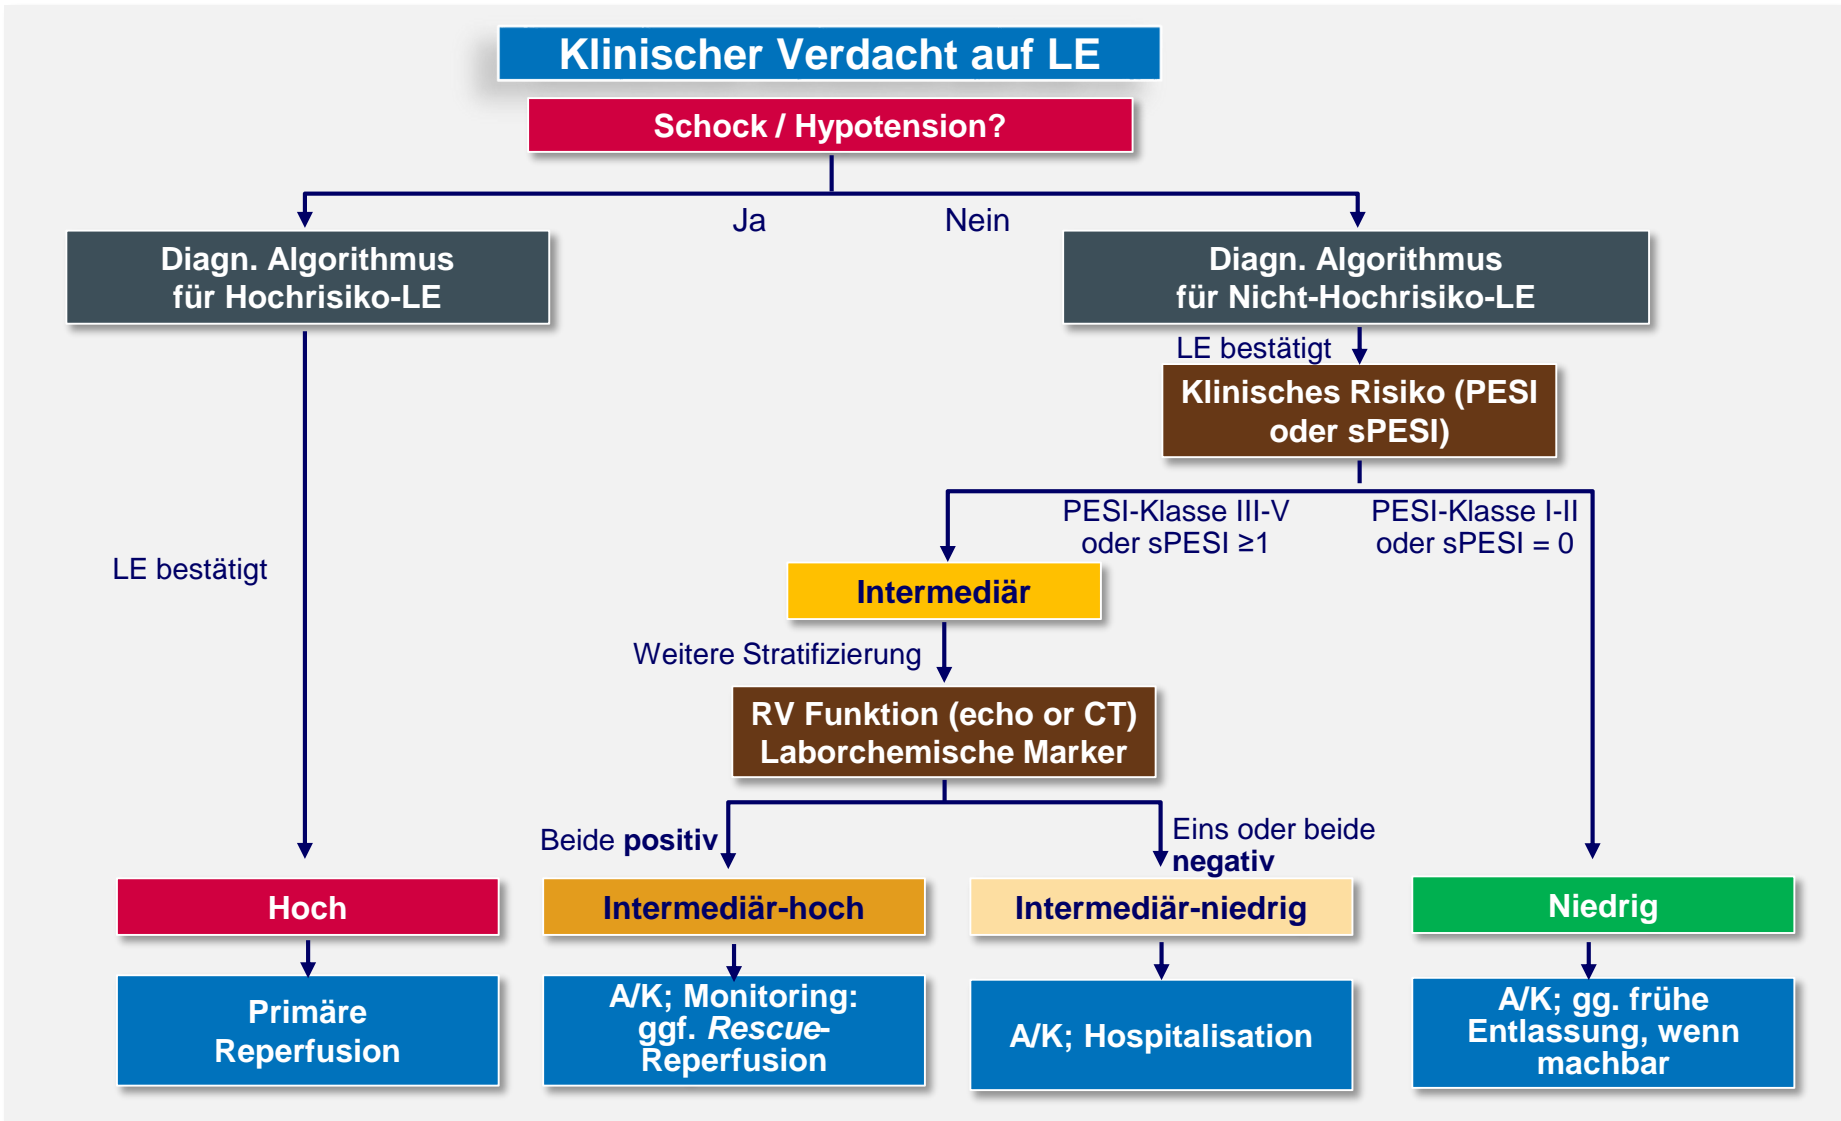 Klinischer Verdacht auf LE
Schock / Hypotension?
Ja
Nein
Diagn. Algorithmus
für Hochrisiko-LE
Diagn. Algorithmus
für Nicht-Hochrisiko-LE
LE bestätigt
Klinisches Risiko (PESI
oder sPESI)
PESI-Klasse III-V
oder sPESI ≥1
PESI-Klasse I-II
oder sPESI = 0
LE bestätigt
Intermediär
Weitere Stratifizierung
RV Funktion (echo or CT)
Laborchemische Marker
Beide positiv
Eins oder beide
negativ
Hoch
Intermediär-hoch
Intermediär-niedrig
Niedrig
Primäre
Reperfusion
A/K; Monitoring:
ggf. Rescue-
Reperfusion
A/K; Hospitalisation
A/K; gg. frühe
Entlassung, wenn
machbar